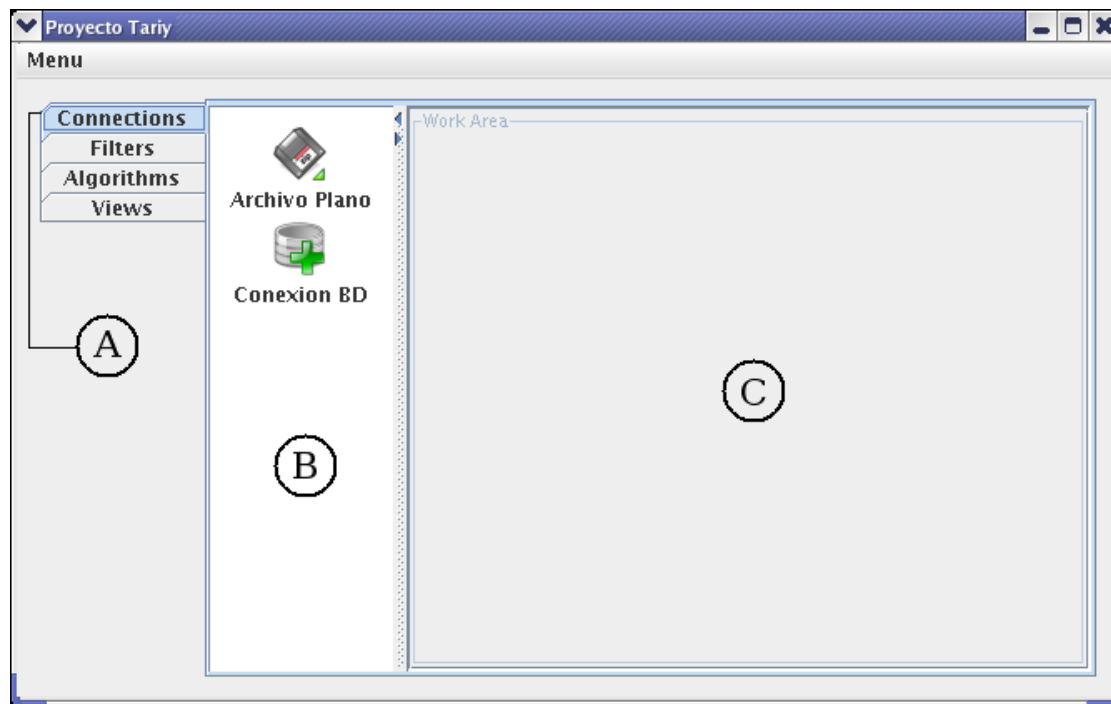 Proyecto Tariy
Menu
Connections
Filters
Algorithms
Views
Archivo Plano
Conexion BD
Work Area
A
B
C